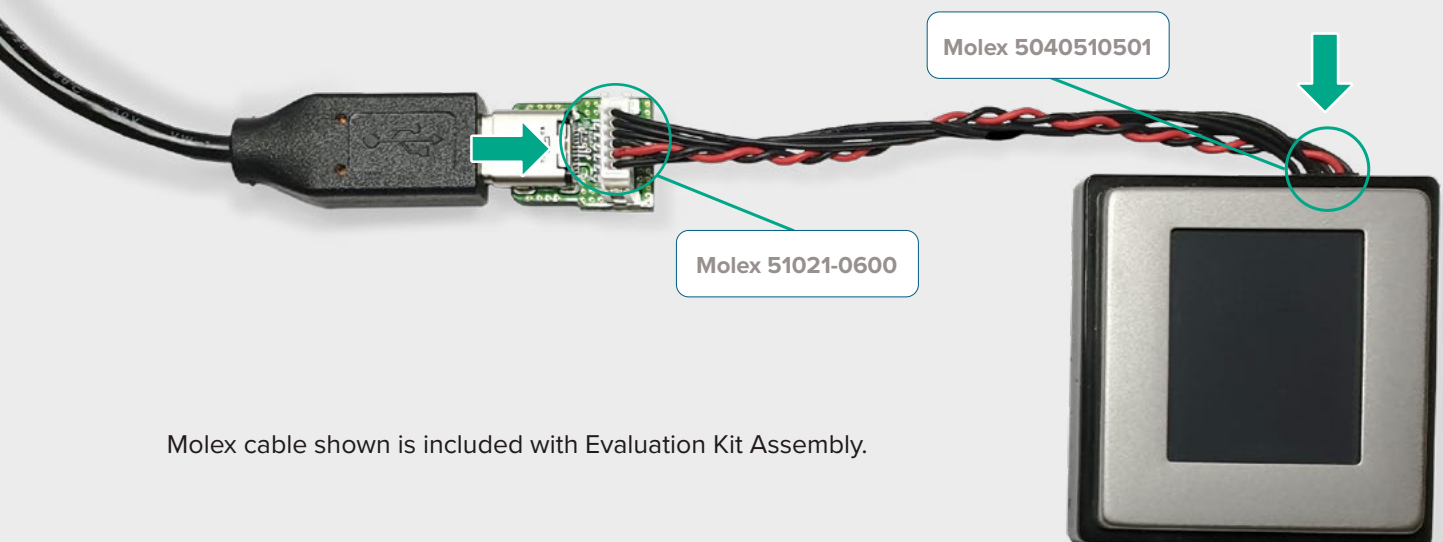 Molex 5040510501
Molex 51021-0600
Molex cable shown is included with Evaluation Kit Assembly.